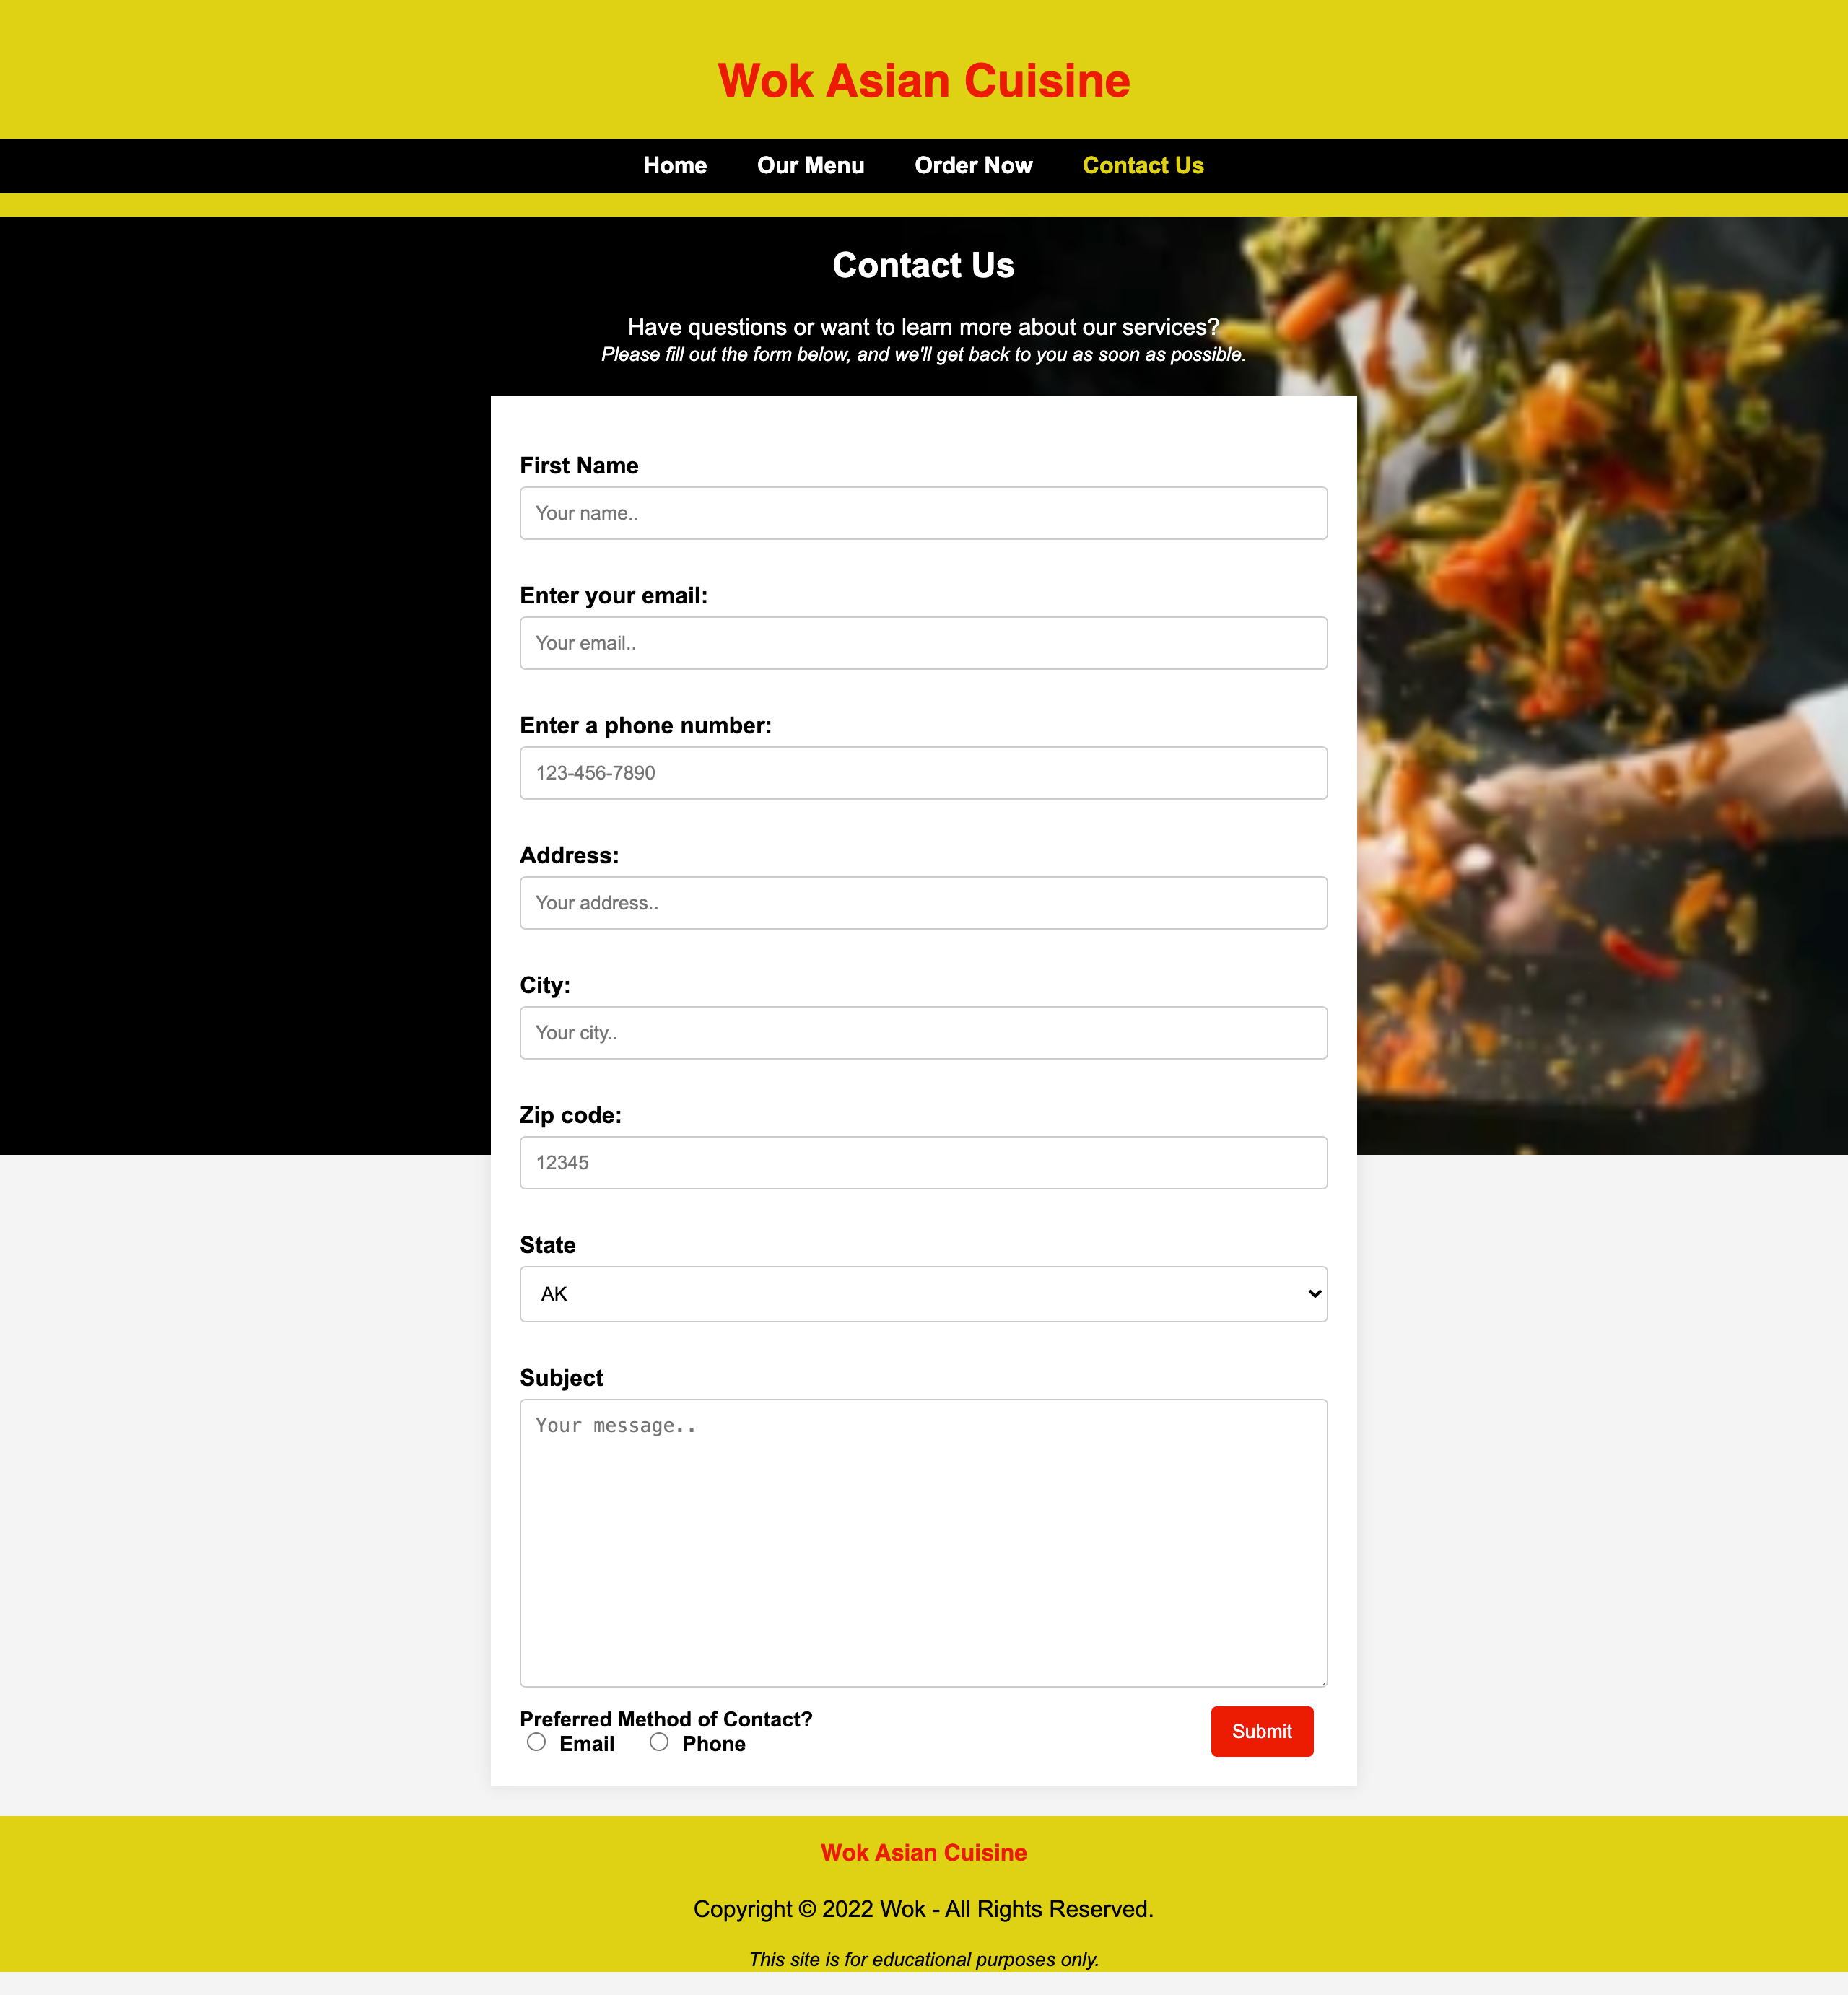 Wok Asian Cuisine
Home Our Menu Order Now Contact Us
Contact Us
Have questions or want to learn more about our services?
Please fill out the form below, and we'll get back to you as soon as possible.
First Name
Your name..
Enter your email:
Your email..
Enter a phone number:
123-456-7890
Address:
Your address..
City:
Your city..
Zip code:
12345
State
AK
Subject
Your message..
Preferred Method of Contact?
Email Phone
Submit
Wok Asian Cuisine
Copyright © 2022 Wok - All Rights Reserved.
This site is for educational purposes only.